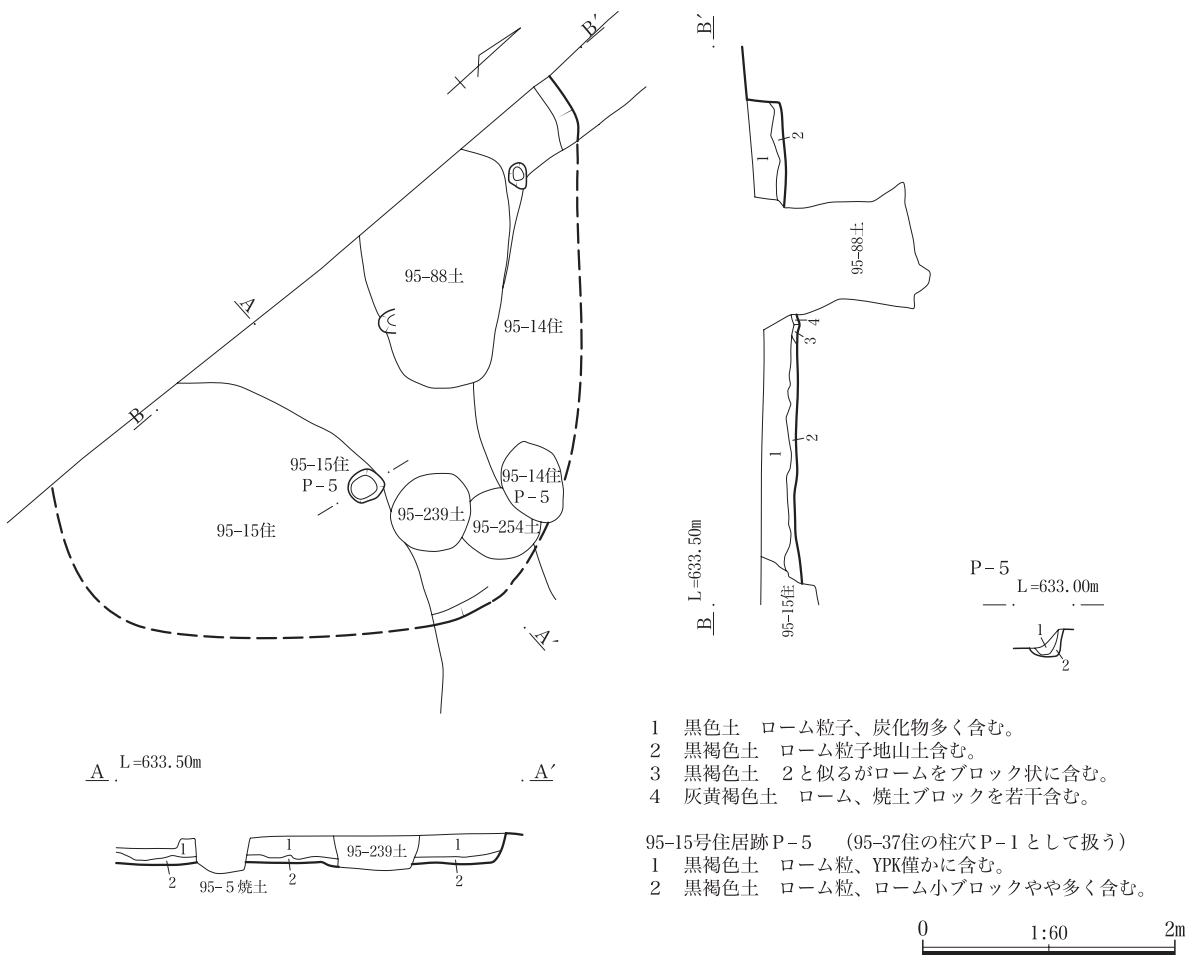 B′
95–88土
A
95–14住
B
95–15住
P–5
95–14住
P–5
95–239土
95–254土
95–15住
A′
B′
2
1
95–88土
4
3
2
1
L=633.50m
B
95–15住
P–5
L=633.00m
1
2
A L=633.50m A′
1 1 95–239土 1
2 95–5焼土 2 2
1 黒色土 ローム粒子、炭化物多く含む。
2 黒褐色土 ローム粒子地山土含む。
3 黒褐色土 2と似るがロームをブロック状に含む。
4 灰黄褐色土 ローム、焼土ブロックを若干含む。
95–15号住居跡P–5 (95–37住の柱穴P–1として扱う)
1 黒褐色土 ローム粒、YPK僅かに含む。
2 黒褐色土 ローム粒、ローム小ブロックやや多く含む。
0 1:60 2m